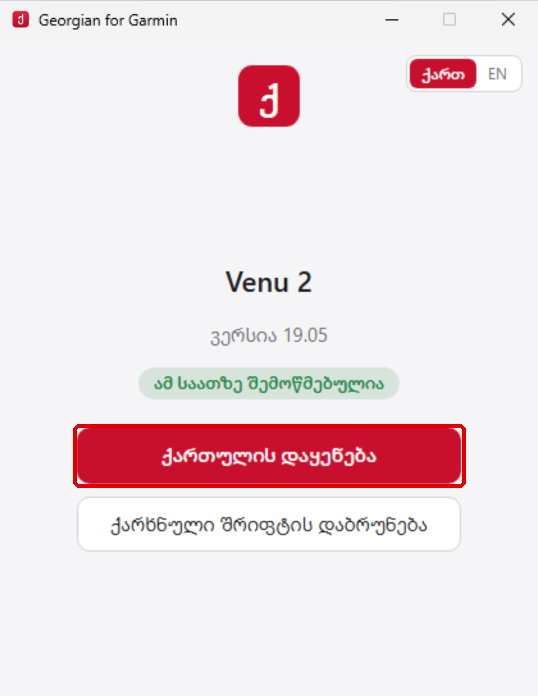 ქ Georgian for Garmin
ქართ EN
ქ
Venu 2
ვერსია 19.05
ამ საათზე შემოწმებულია
ქართულის დაყენება
ქარხნული შრიფტის დაბრუნება